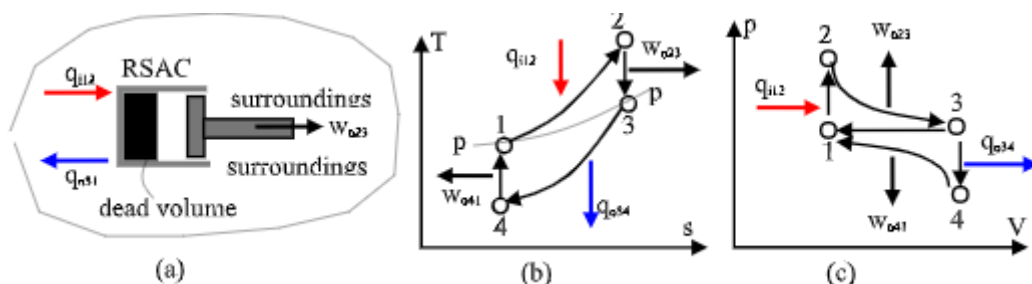 RSAC
q_i12
surroundings
w_o23
surroundings
dead volume
(a)
T
2
q_i12
w_o23
p
3
1
p
w_o41
4
q_o34
s
(b)
p
2
w_o23
q_i12
3
1
q_o34
w_o41
4
V
(c)